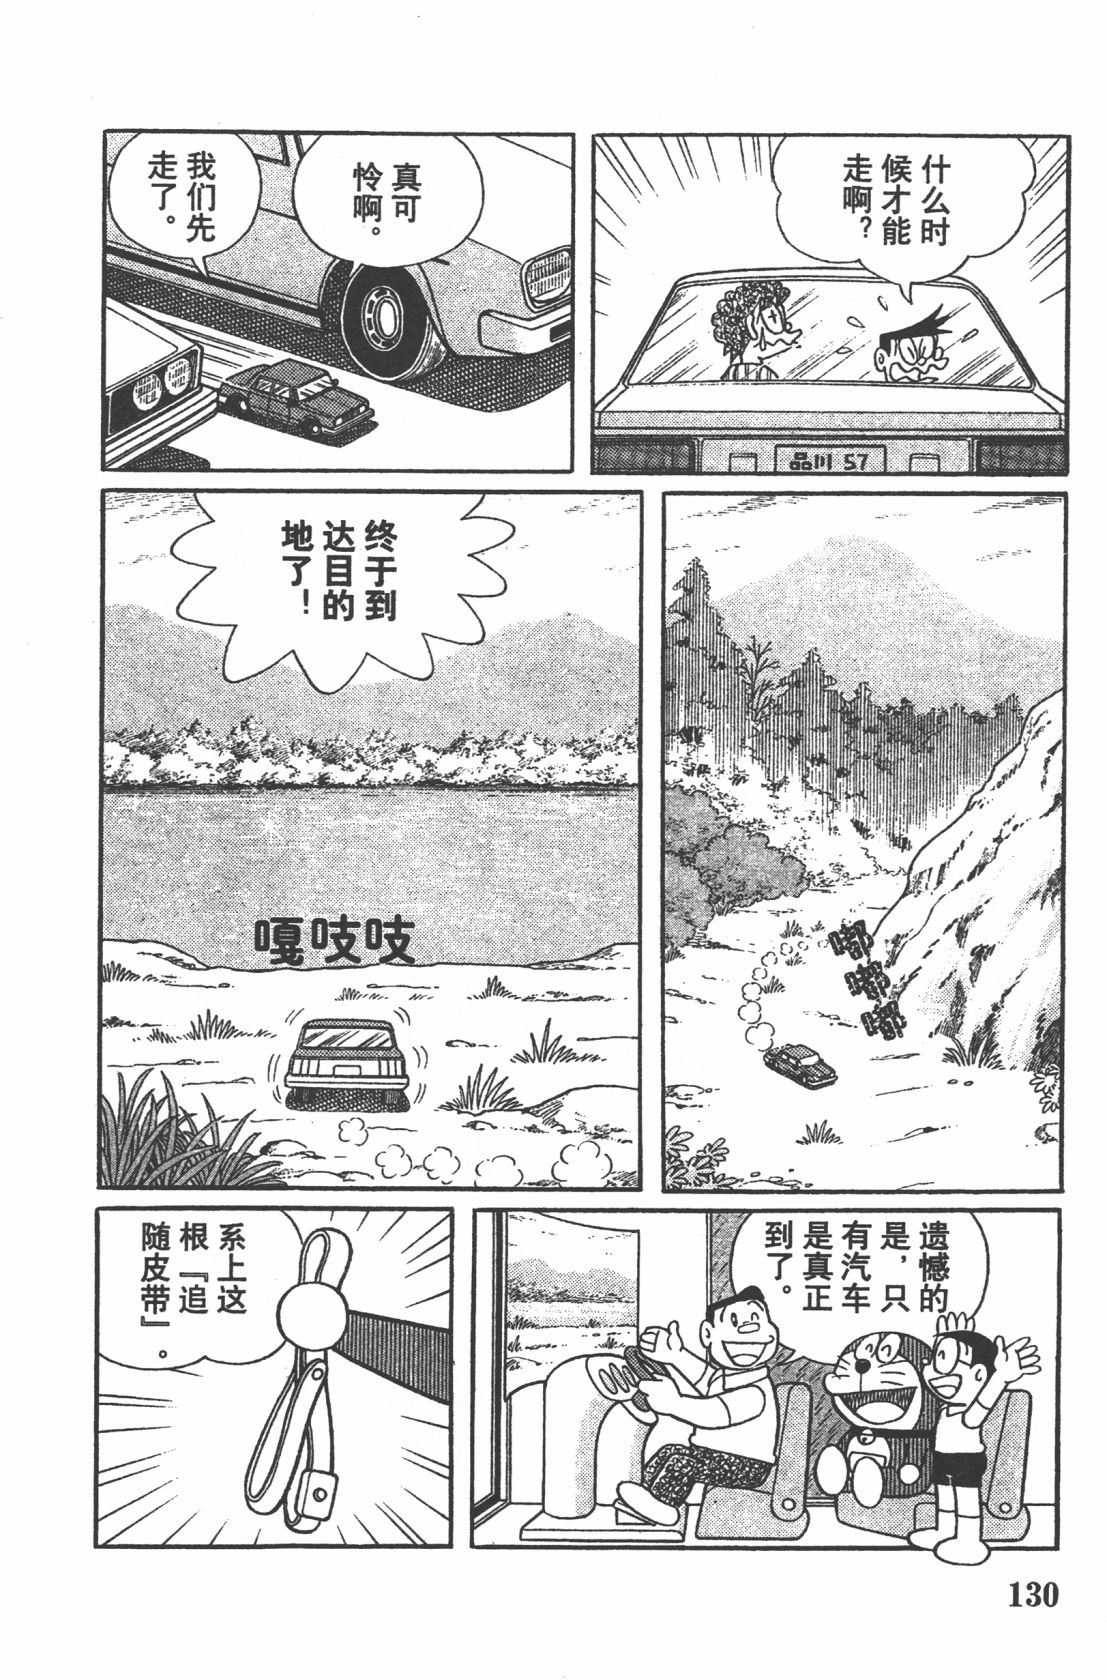 什么时
候才能
走啊？
品川 57
真可
怜啊。
我们先
走了。
嘟嘟嘟
终于到
达目的
地了！
嘎吱吱
遗憾的
是，只
有汽车
是真正
到了。
系上这
根『追
随皮带』
。
130